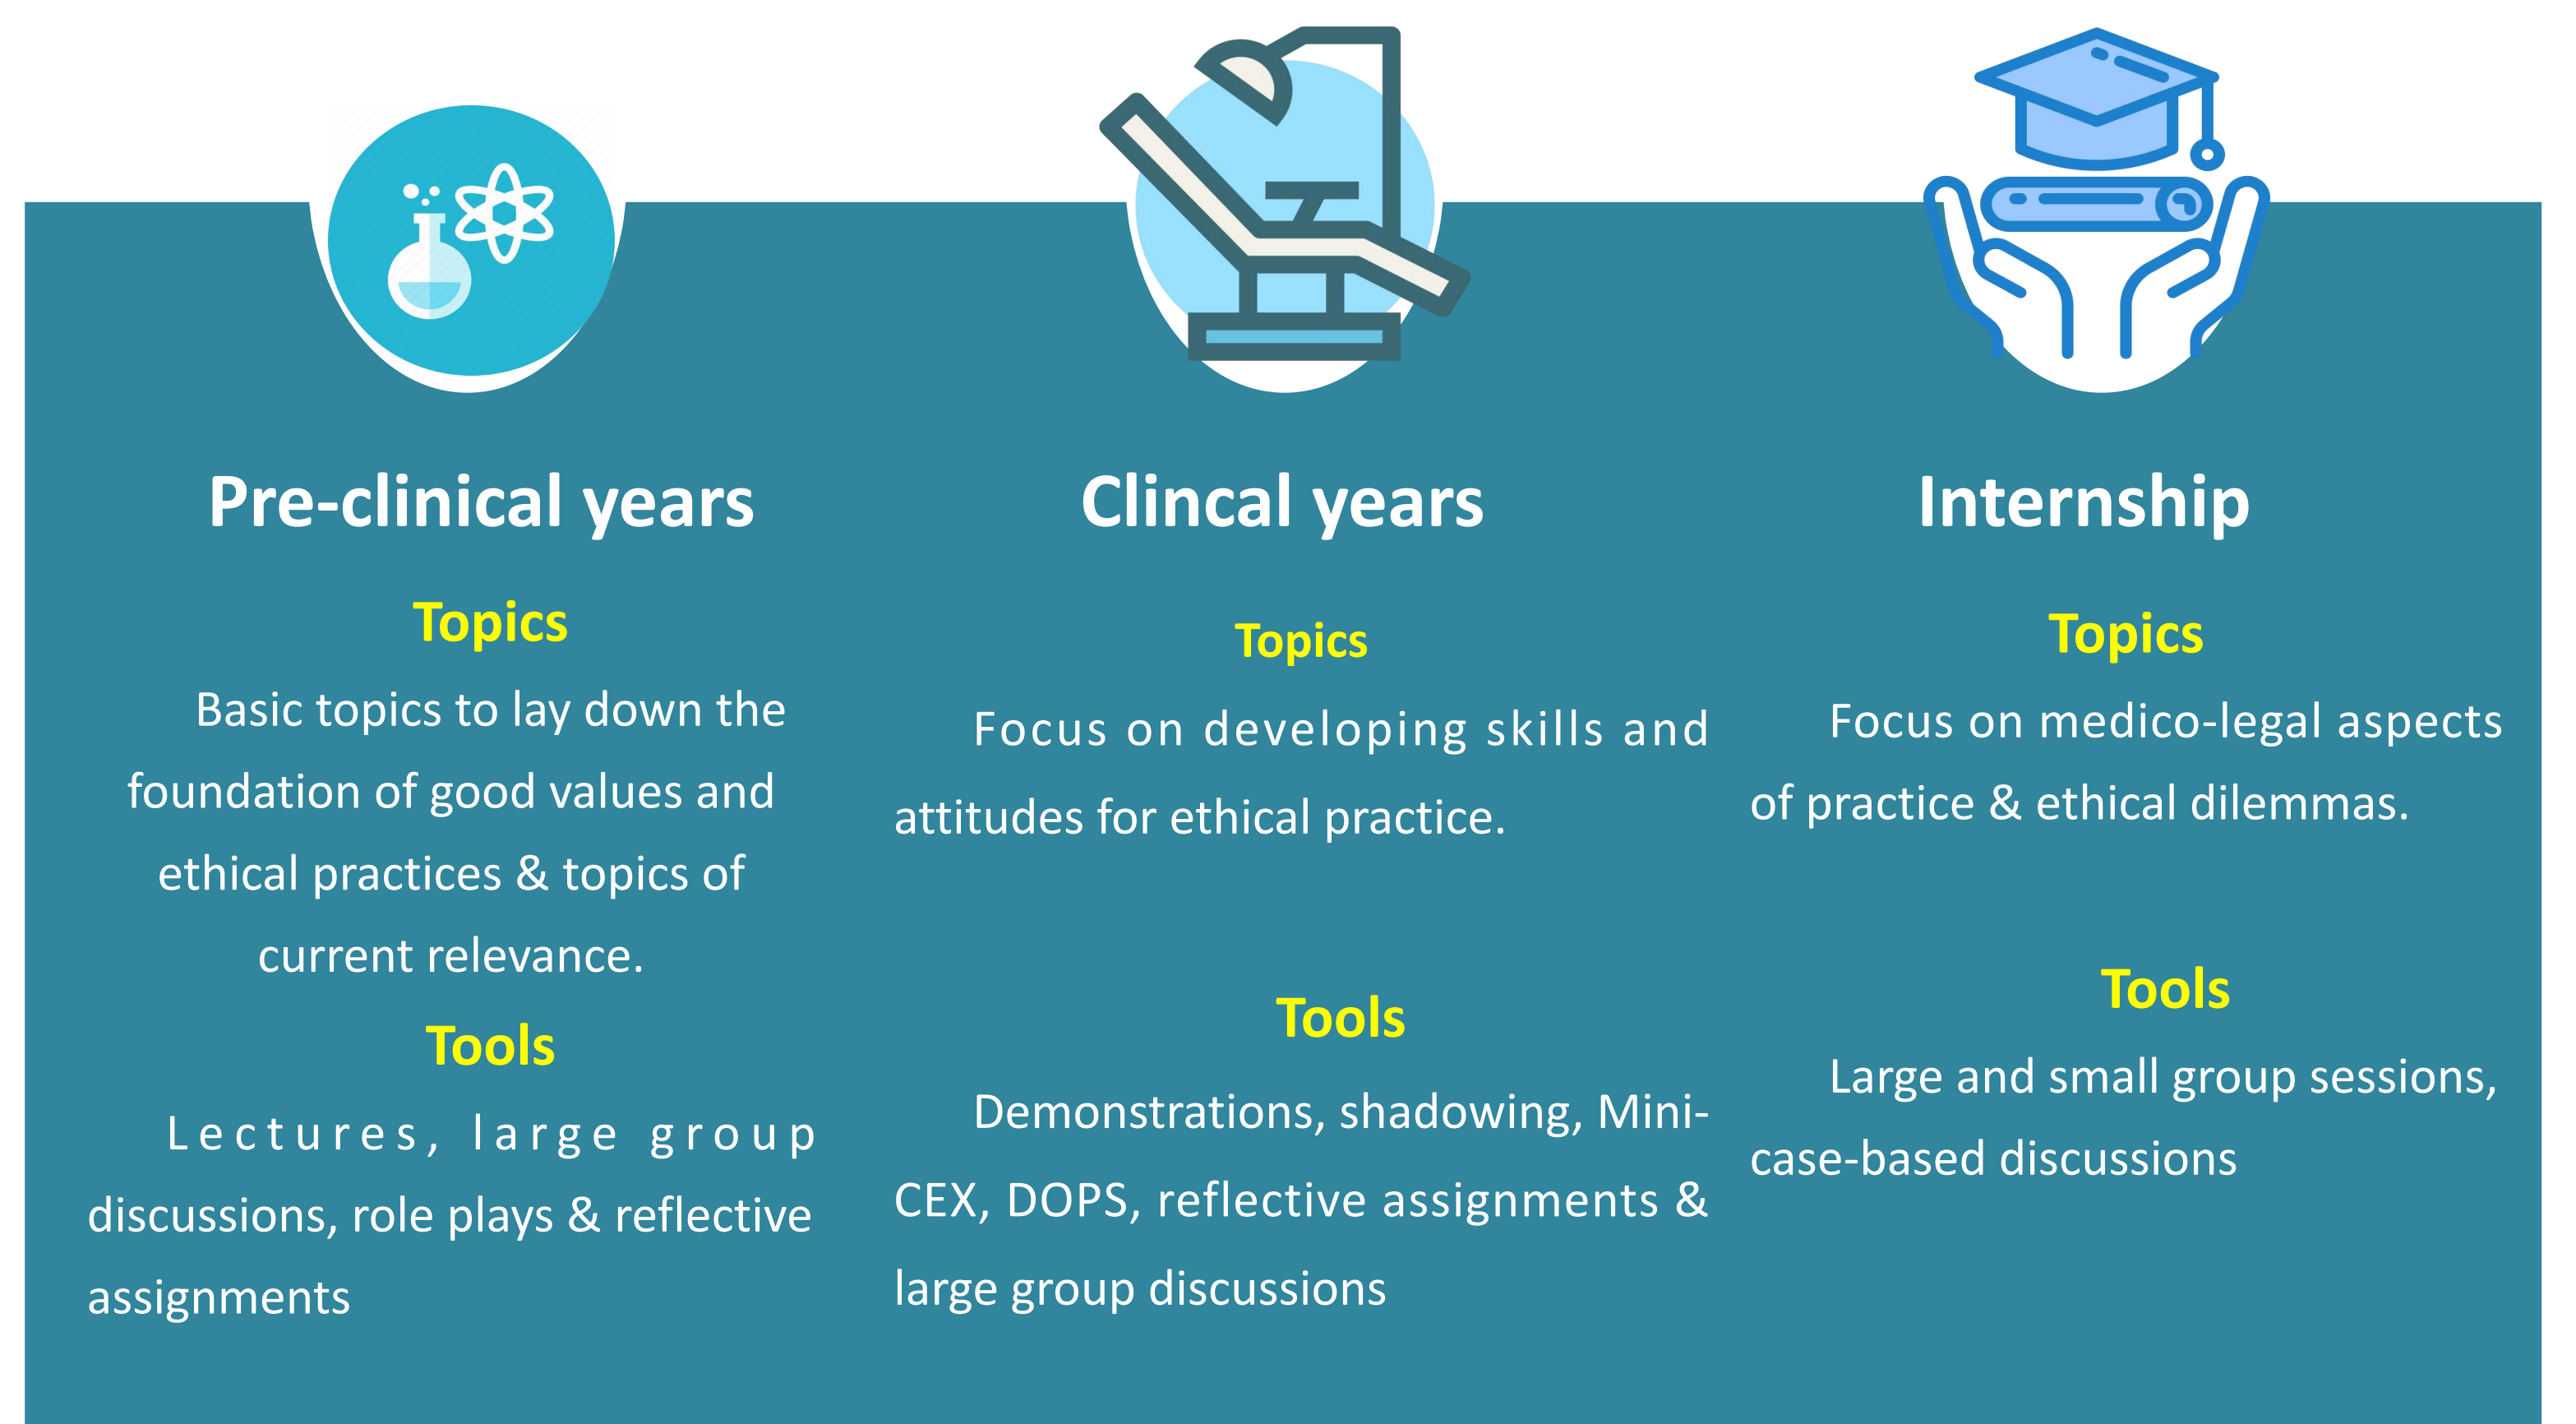 Pre-clinical years
Topics
Basic topics to lay down the
foundation of good values and
ethical practices & topics of
current relevance.
Tools
Lectures, large group
discussions, role plays & reflective
assignments
Clincal years
Topics
Focus on developing skills and
attitudes for ethical practice.
Tools
Demonstrations, shadowing, Mini-
CEX, DOPS, reflective assignments &
large group discussions
Internship
Topics
Focus on medico-legal aspects
of practice & ethical dilemmas.
Tools
Large and small group sessions,
case-based discussions